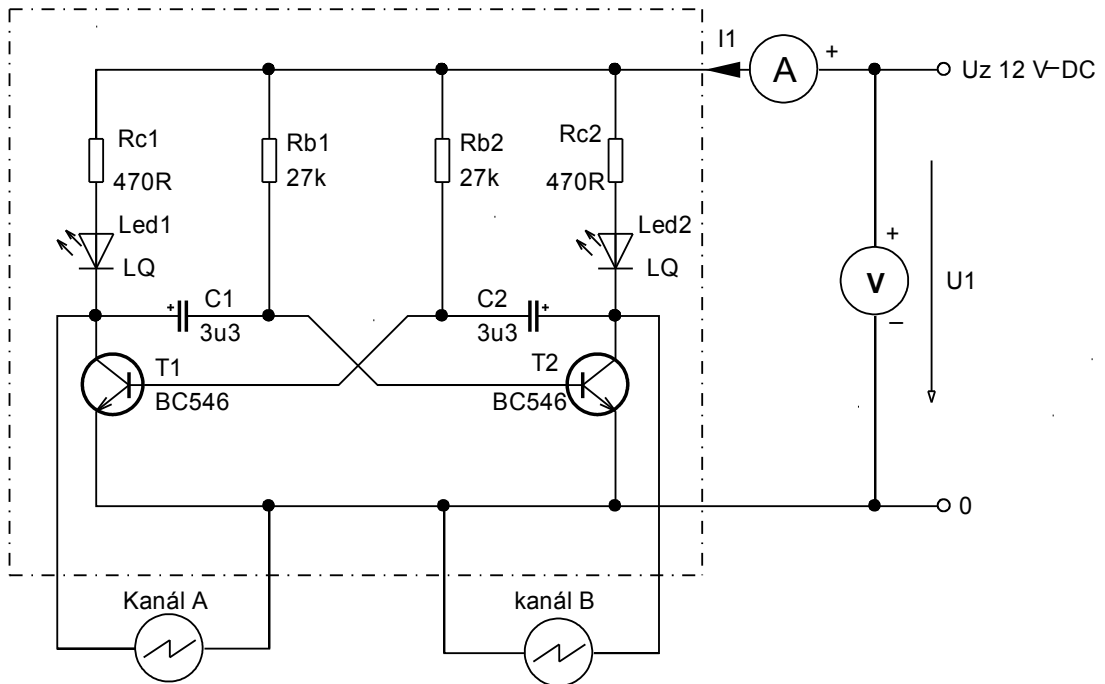 I1
+
A
Uz 12 V–DC
Rc1
470R
Rb1
27k
Rb2
27k
Rc2
470R
Led1
LQ
Led2
LQ
+
V
–
U1
+
C1
3u3
C2
+
3u3
T1
BC546
T2
BC546
0
Kanál A
kanál B